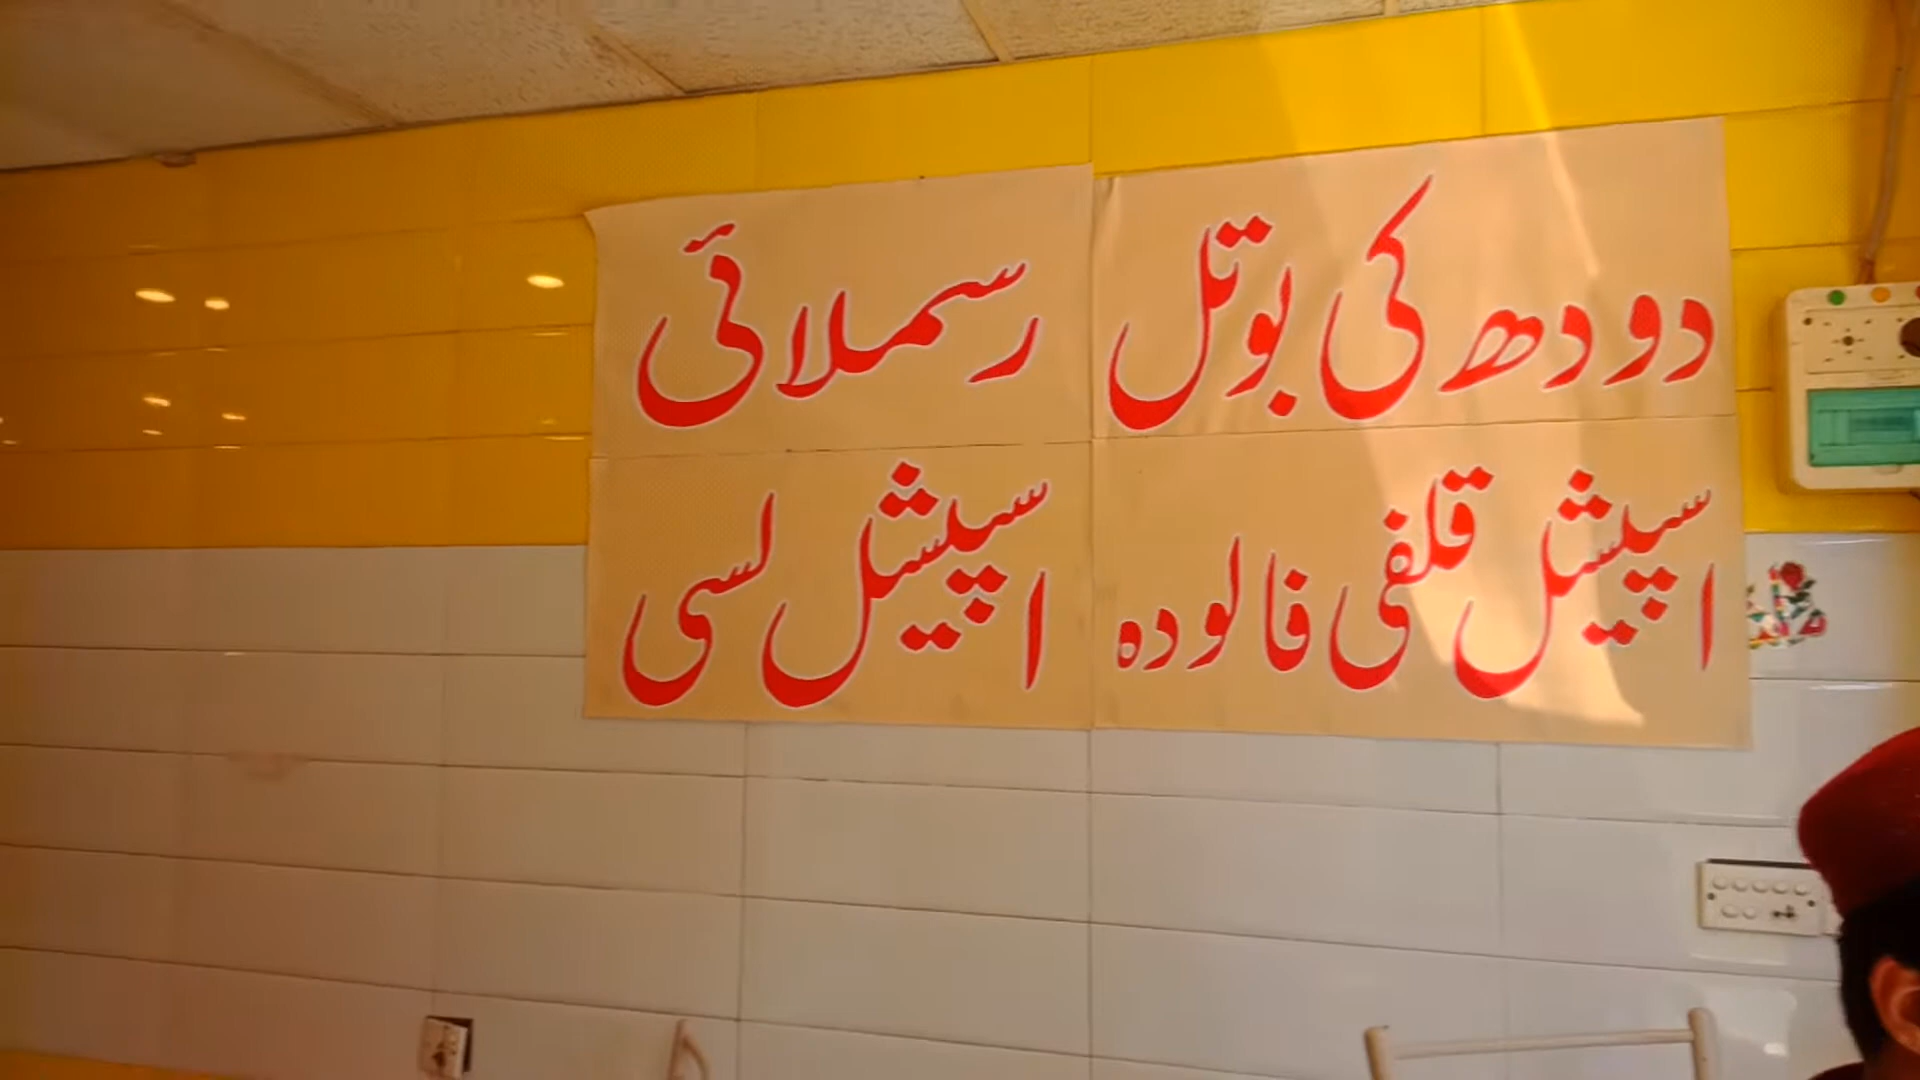 دودھ کی بوتل
رسملائی
اسپیشل قلفی فالودہ
اسپیشل لسی